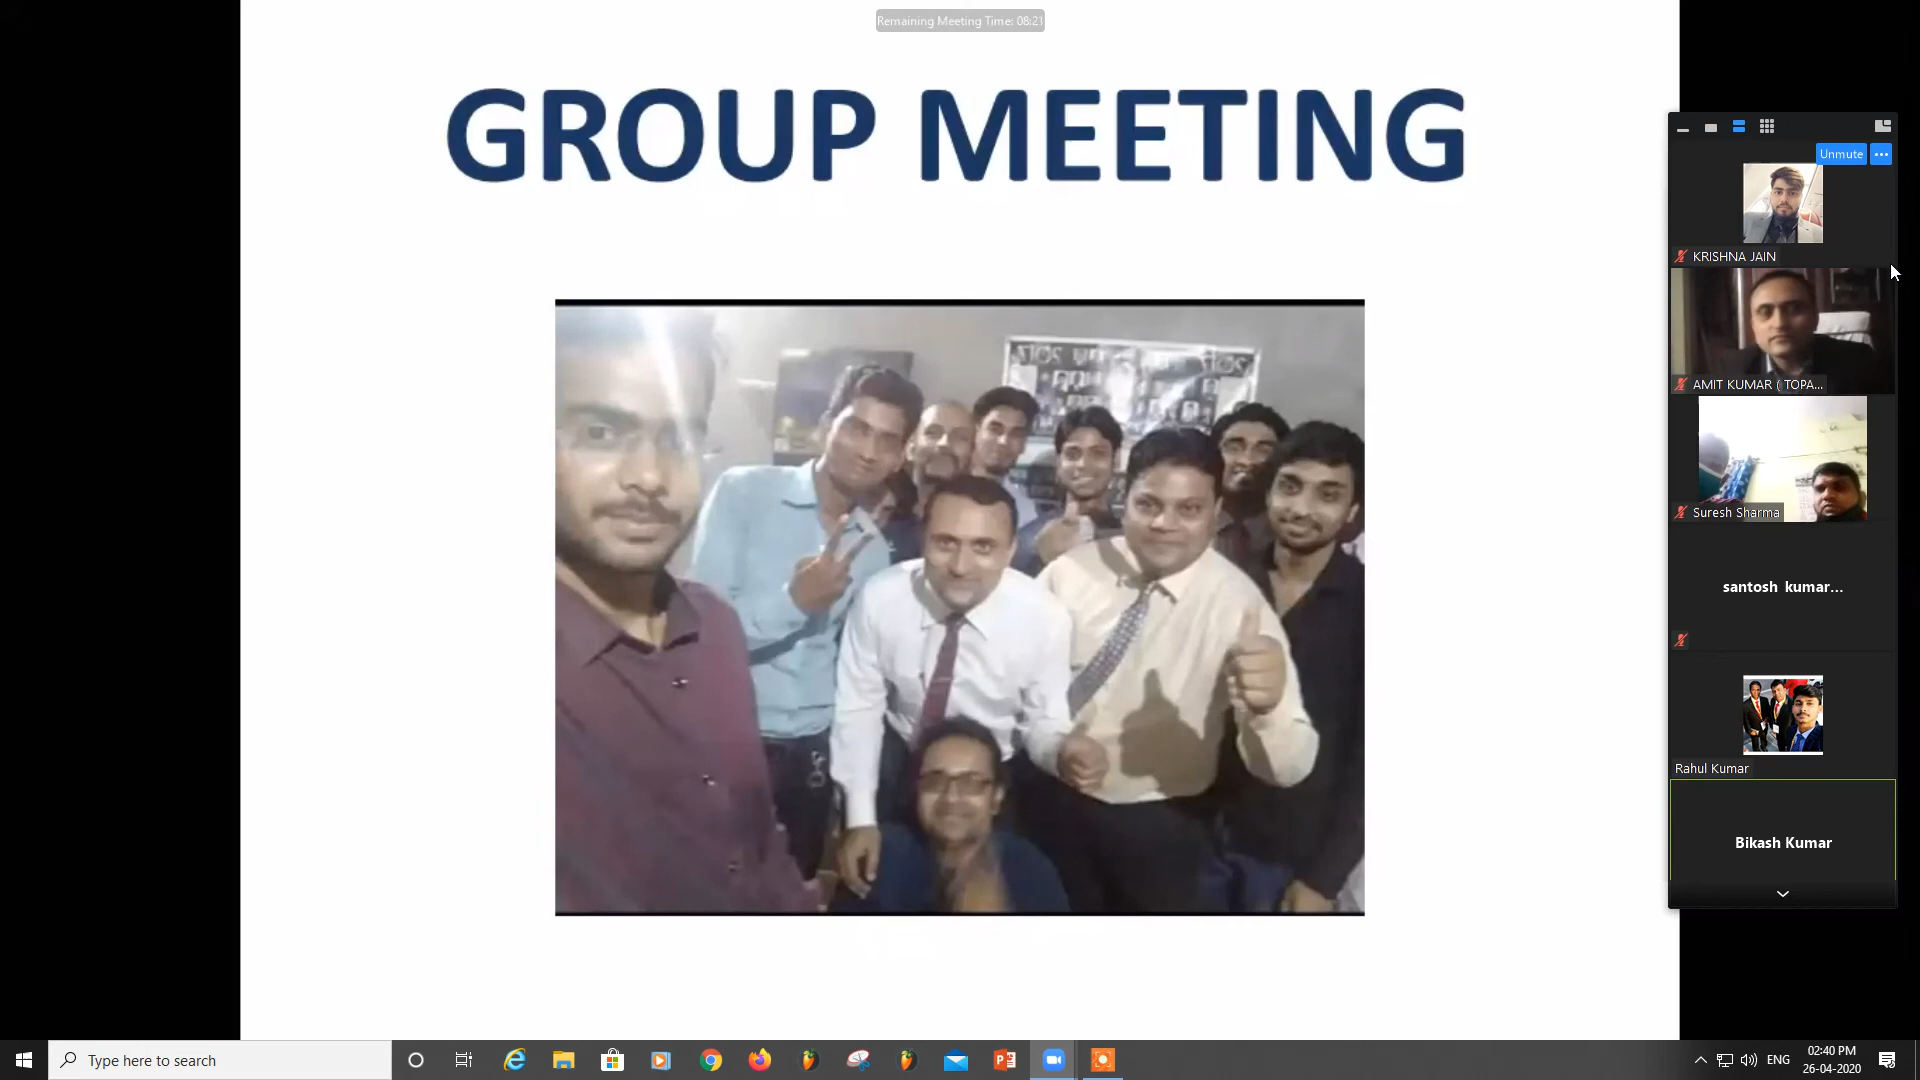 Remaining Meeting Time: 08:21
GROUP MEETING
Unmute
KRISHNA JAIN
AMIT KUMAR ( TOPA...
Suresh Sharma
santosh kumar...
Rahul Kumar
Bikash Kumar
Type here to search
ENG
02:40 PM
26-04-2020